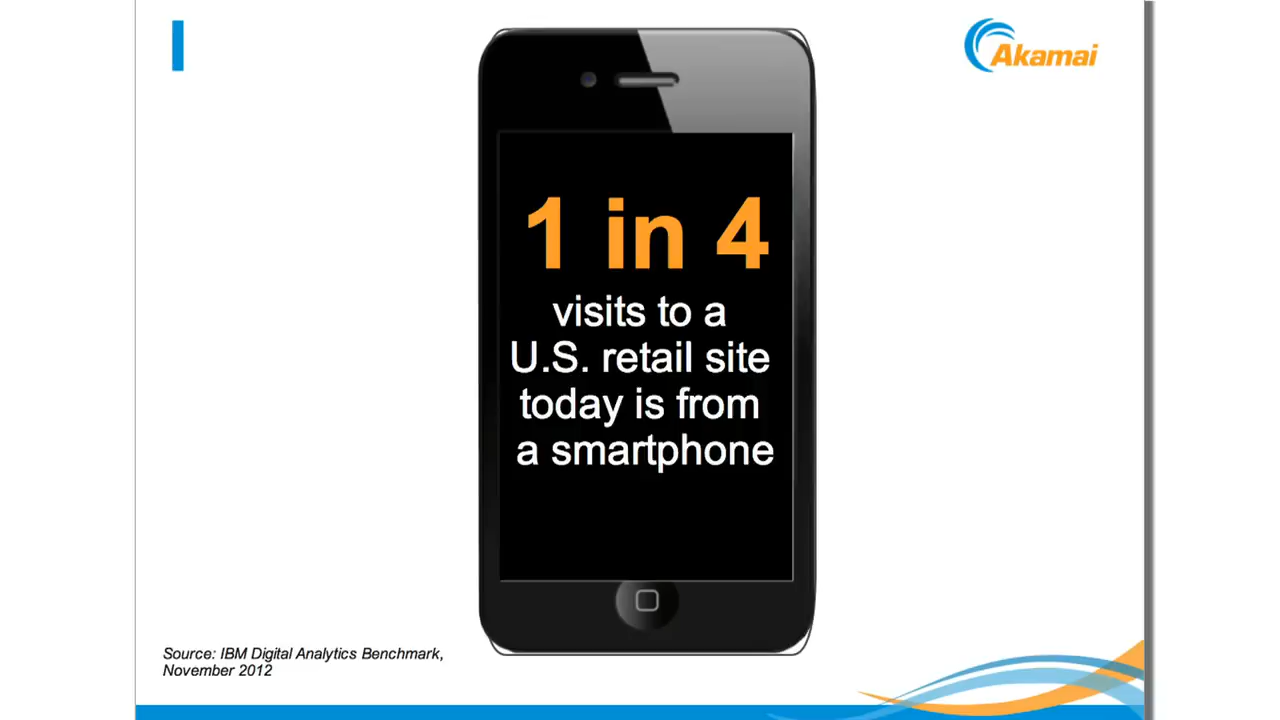 Akamai
1 in 4
visits to a
U.S. retail site
today is from
a smartphone
Source: IBM Digital Analytics Benchmark,
November 2012